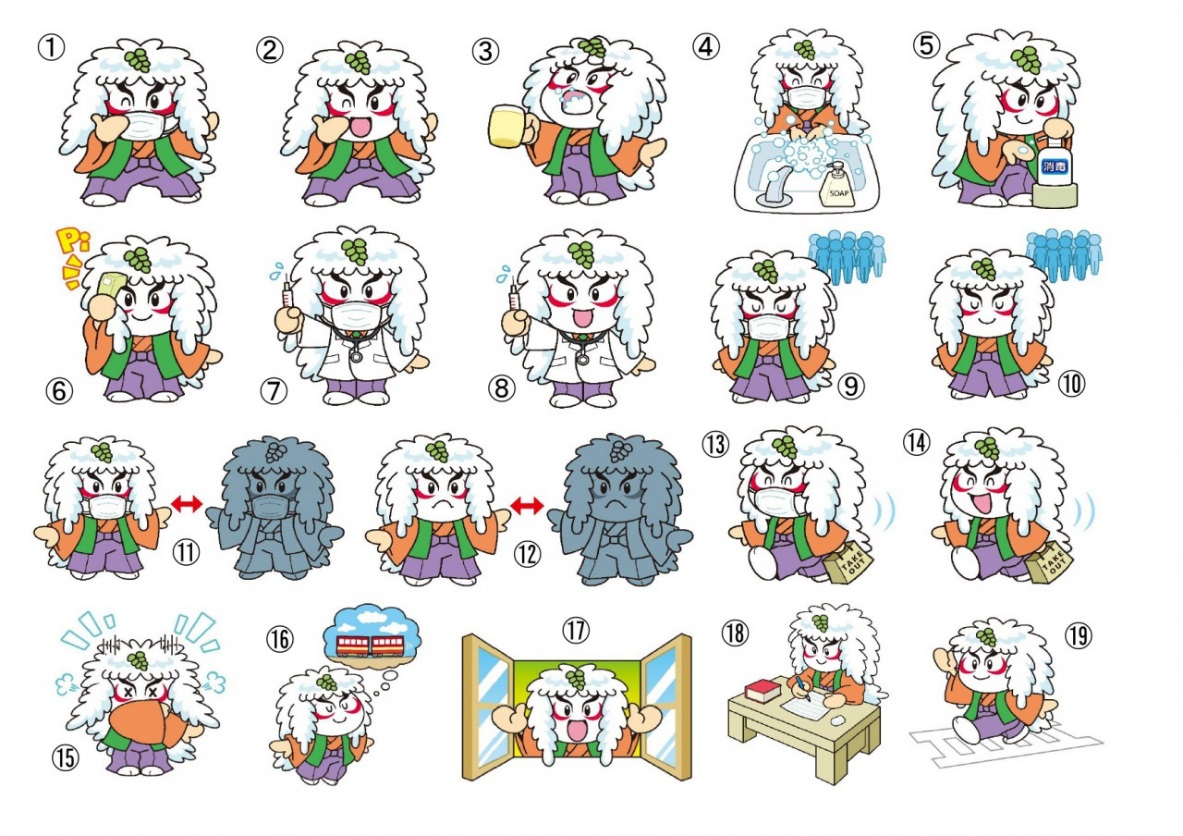 ①
②
③
④
SOAP
⑤
消毒
Pi
⑥
⑦
⑧
⑨
⑩
⑪
⑫
⑬
TAKE
OUT
⑭
TAKE
OUT
⑮
⑯
⑰
⑱
⑲